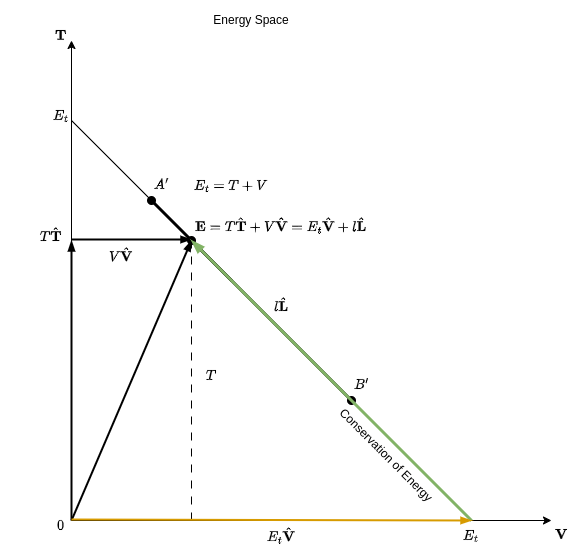 Energy Space
T
E_t
A′
E_t = T + V
TT̂
E = TT̂ + VV̂ = E_tV̂ + lL̂
VV̂
lL̂
T
B′
Conservation of Energy
0
E_tV̂
E_t
V